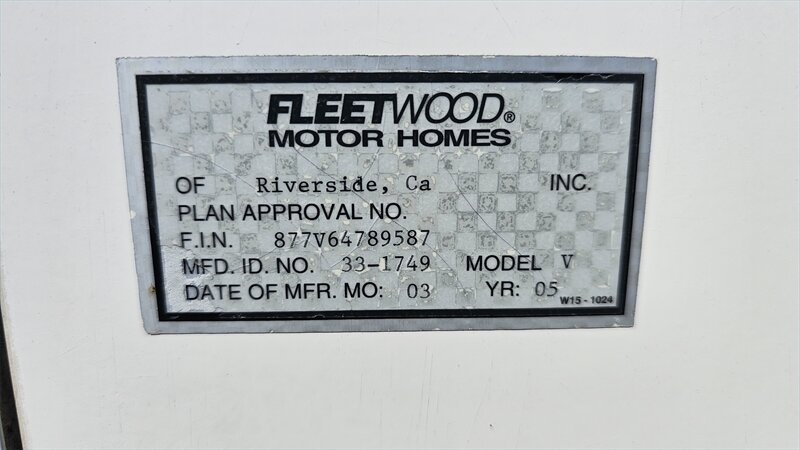 FLEETWOOD®
MOTOR HOMES
OF Riverside, Ca INC.
PLAN APPROVAL NO.
F.I.N. 877V64789587
MFD. ID. NO. 33-1749 MODEL V
DATE OF MFR. MO: 03 YR: 05
W15 - 1024